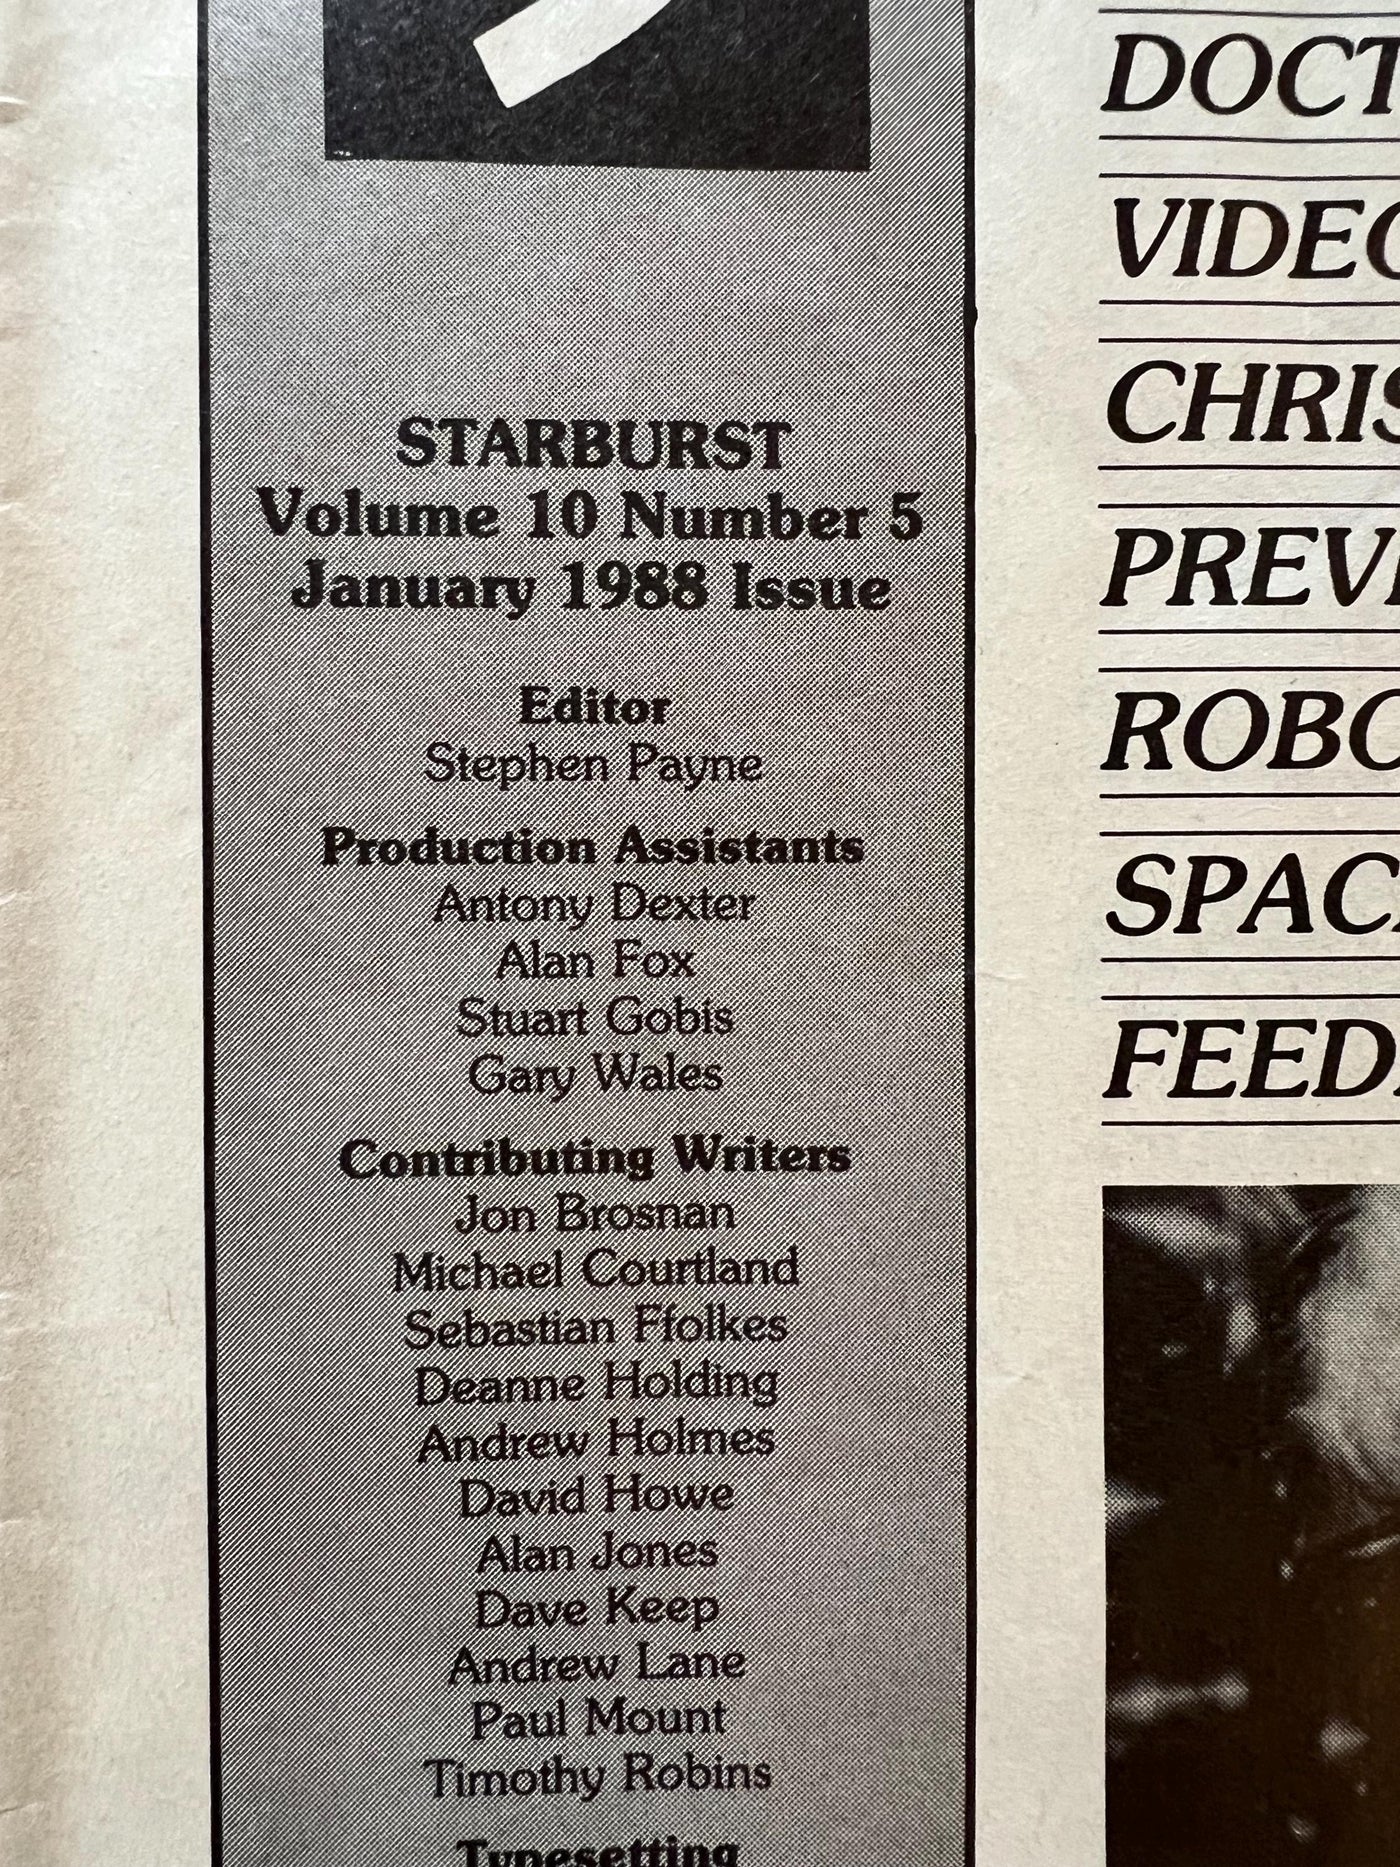 STARBURST
Volume 10 Number 5
January 1988 Issue
Editor
Stephen Payne
Production Assistants
Antony Dexter
Alan Fox
Stuart Gobis
Gary Wales
Contributing Writers
Jon Brosnan
Michael Courtland
Sebastian Ffolkes
Deanne Holding
Andrew Holmes
David Howe
Alan Jones
Dave Keep
Andrew Lane
Paul Mount
Timothy Robins
Typesetting
DOCT
VIDEO
CHRIS
PREV
ROBO
SPAC
FEED